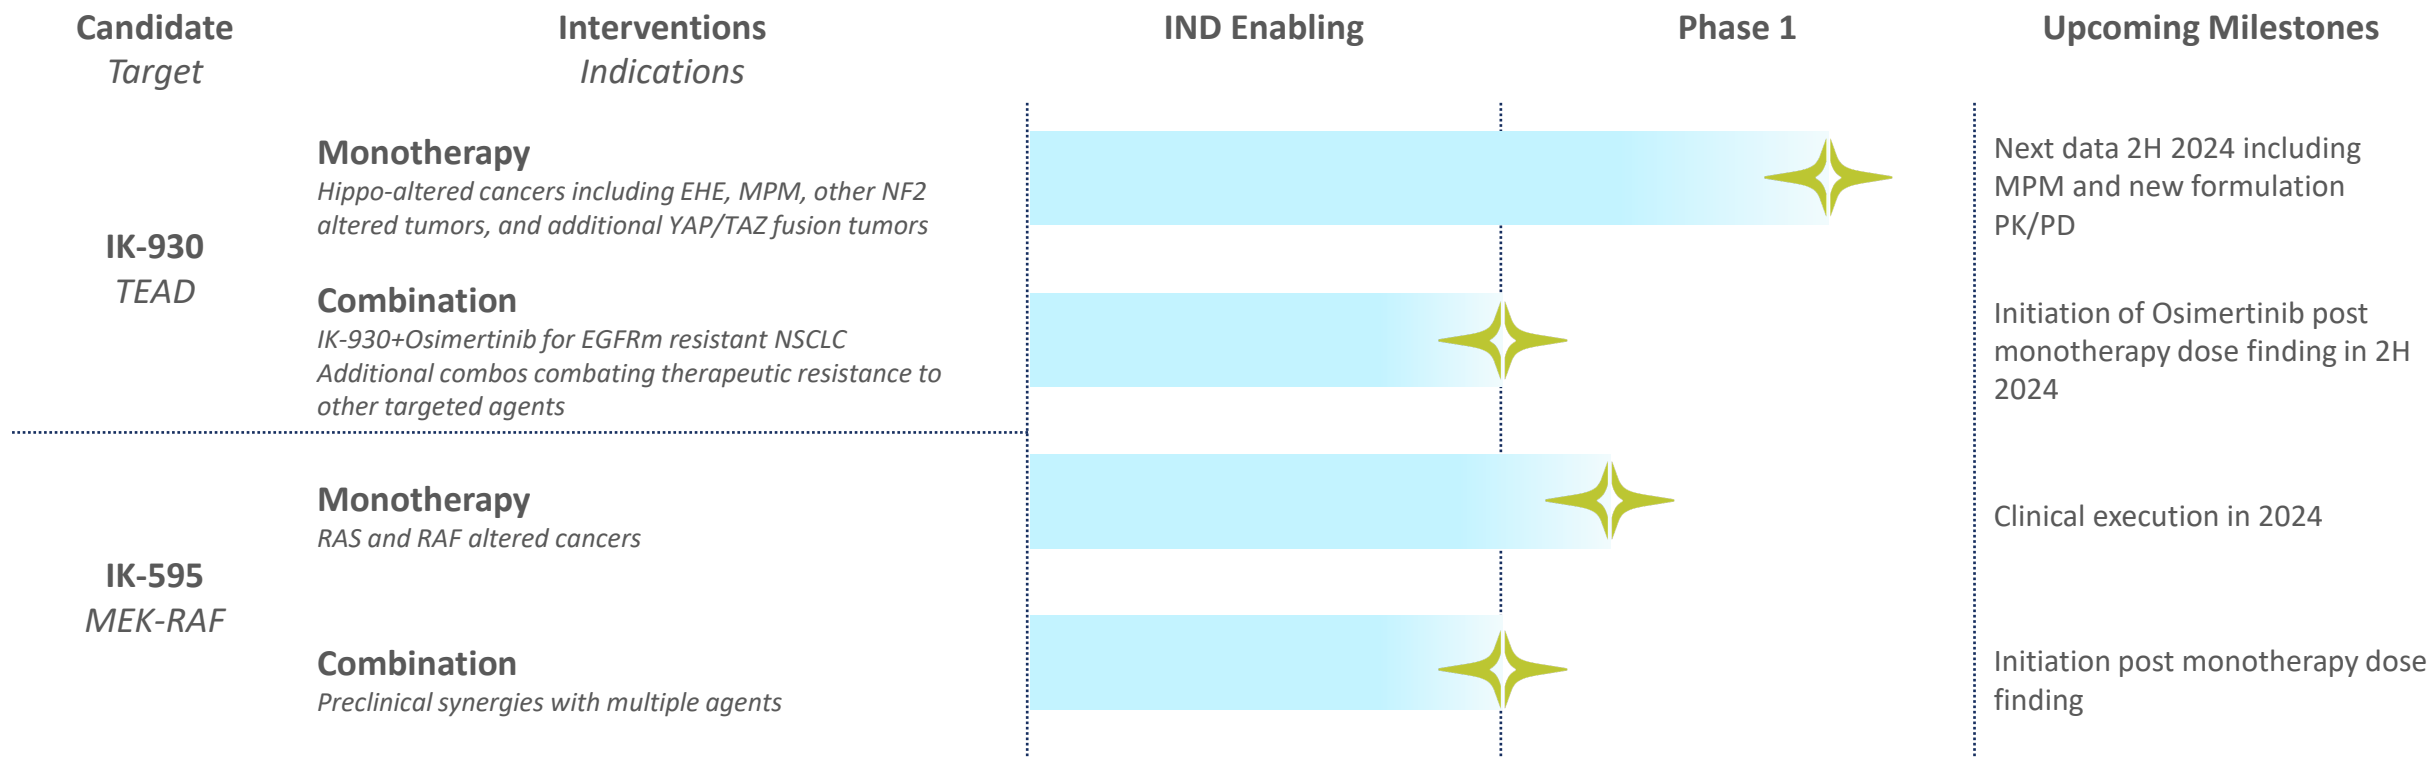 Candidate
Target
Interventions
Indications
IND Enabling
Phase 1
Upcoming Milestones
IK-930
TEAD
Monotherapy
Hippo-altered cancers including EHE, MPM, other NF2
altered tumors, and additional YAP/TAZ fusion tumors
Next data 2H 2024 including
MPM and new formulation
PK/PD
Combination
IK-930+Osimertinib for EGFRm resistant NSCLC
Additional combos combating therapeutic resistance to
other targeted agents
Initiation of Osimertinib post
monotherapy dose finding in 2H
2024
IK-595
MEK-RAF
Monotherapy
RAS and RAF altered cancers
Clinical execution in 2024
Combination
Preclinical synergies with multiple agents
Initiation post monotherapy dose
finding